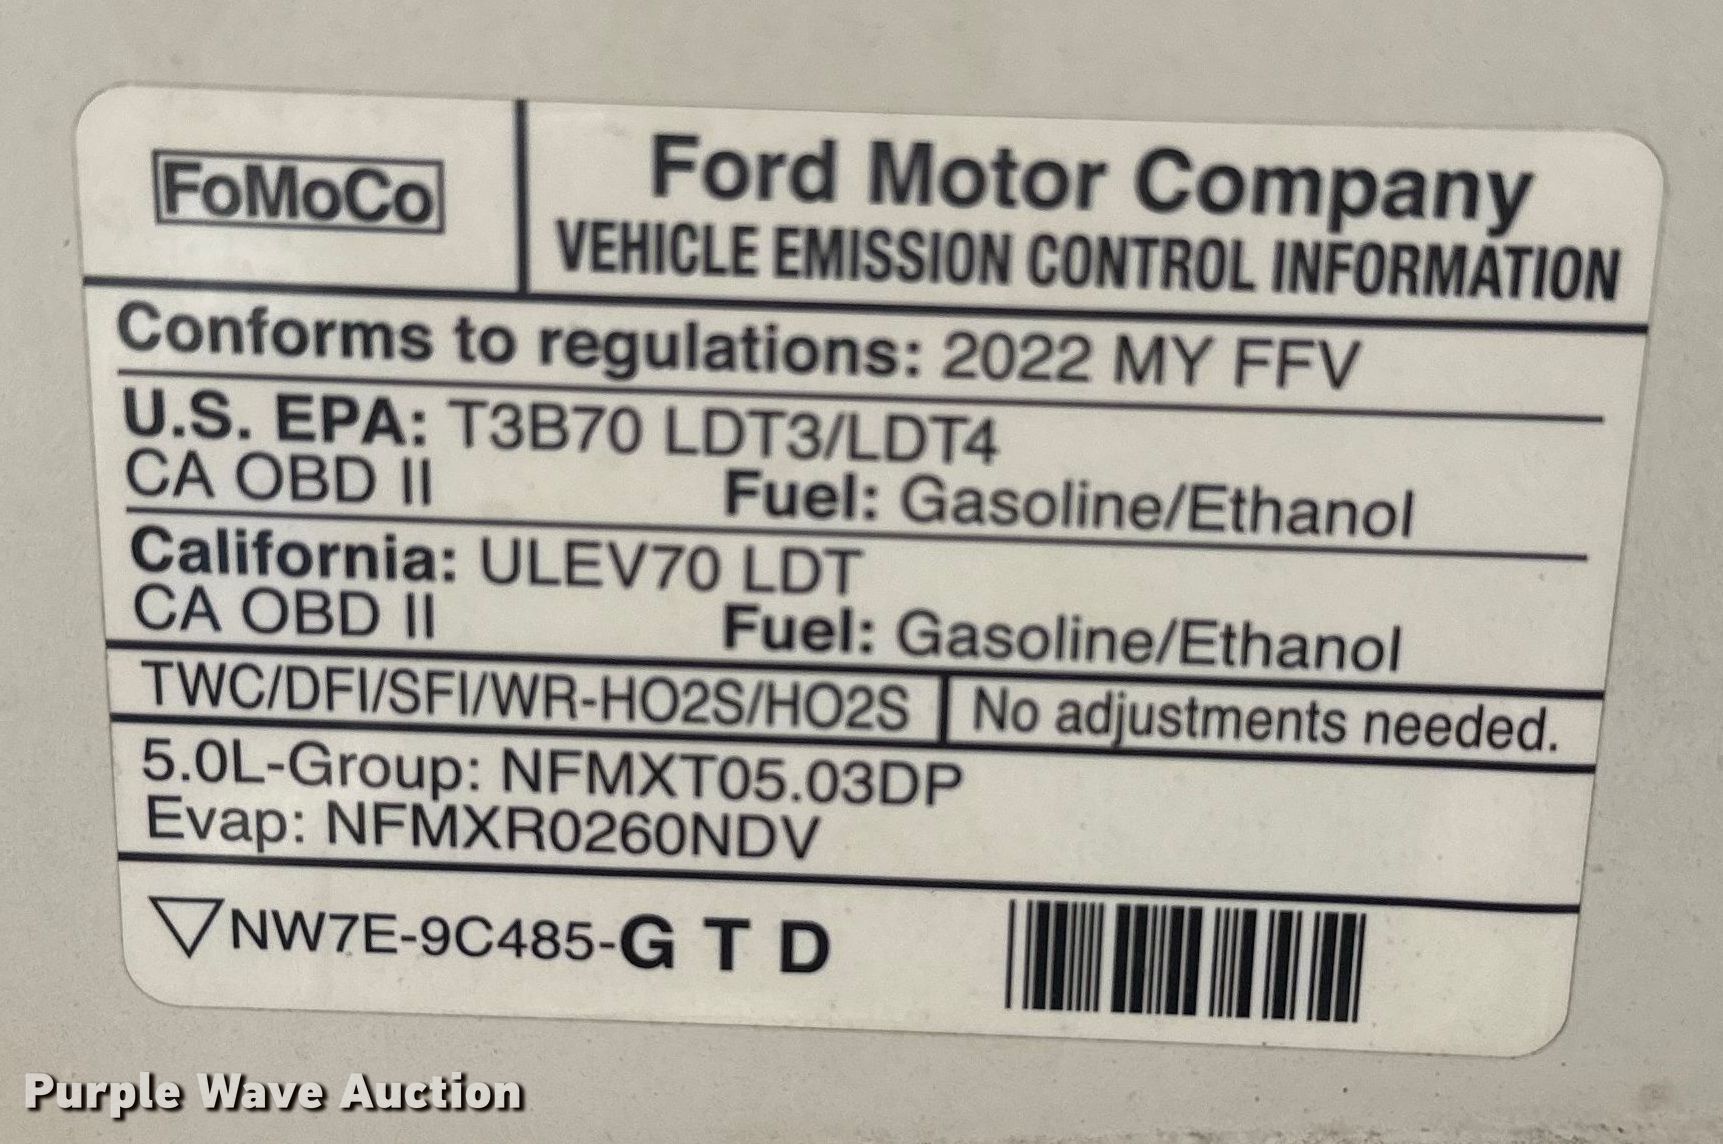 FoMoCo
Ford Motor Company
VEHICLE EMISSION CONTROL INFORMATION
Conforms to regulations: 2022 MY FFV
U.S. EPA: T3B70 LDT3/LDT4
CA OBD II Fuel: Gasoline/Ethanol
California: ULEV70 LDT
CA OBD II Fuel: Gasoline/Ethanol
TWC/DFI/SFI/WR-HO2S/HO2S No adjustments needed.
5.0L-Group: NFMXT05.03DP
Evap: NFMXR0260NDV
NW7E-9C485-G T D
Purple Wave Auction